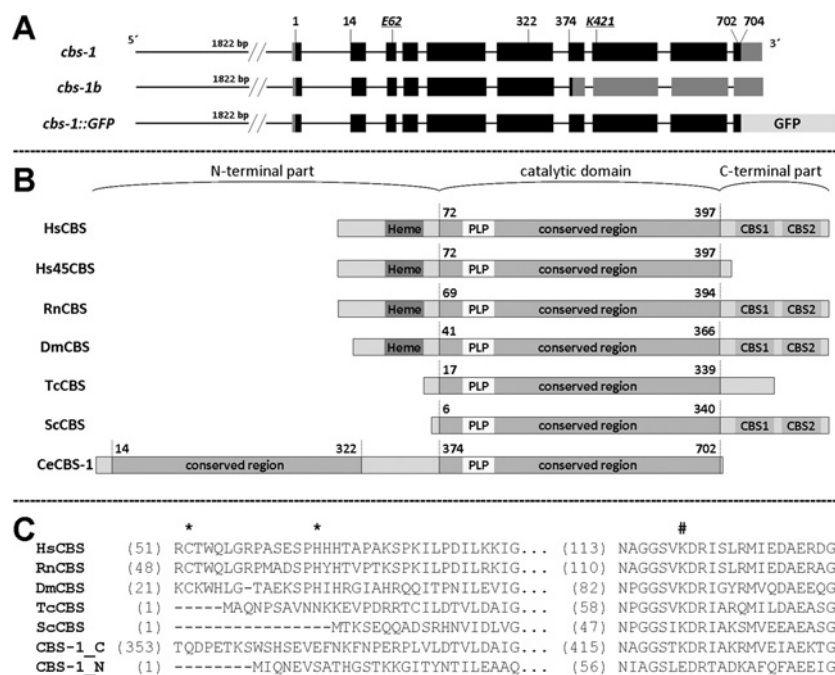 A
1 14 E62 322 374 K421 702 704
5´ 1822 bp 3´
cbs-1
1822 bp
cbs-1b
1822 bp
cbs-1::GFP GFP
B
N-terminal part catalytic domain C-terminal part
72 397
HsCBS Heme PLP conserved region CBS1 CBS2
72 397
Hs45CBS Heme PLP conserved region
69 394
RnCBS Heme PLP conserved region CBS1 CBS2
41 366
DmCBS Heme PLP conserved region CBS1 CBS2
17 339
TcCBS PLP conserved region
6 340
ScCBS PLP conserved region CBS1 CBS2
14 322 374 702
CeCBS-1 conserved region PLP conserved region
C
* * #
HsCBS (51) RCTWQLGRPASESPHHHTAPAKSPKILPDILKKIG... (113) NAGGSVKDRISLRMIEDAERDG
RnCBS (48) RCTWQLGRPMADSPHYHTVPTKSPKILPDILRKIG... (110) NAGGSVKDRISLRMIEDAERAG
DmCBS (21) KCKWHLG-TAEKSPHIHRGIAHRQQITPNILEVIG... (82) NPGGSVKDRIGYRMVQDAEEQG
TcCBS (1) -----MAQNPSAVNNKKEVPDRRTCILDTVLDAIG... (58) NPGGSVKDRIARQMILDAEASG
ScCBS (1) -----------------MTKSEQQADSRHNVIDLVG... (47) NPGGSIKDRIAKSMVEEAEASG
CBS-1_C (353) TQDPETKSWSHSEVEFNKFNPERPLVLDTVLDAIG... (415) NAGGSVKDRIAKRMVEIAEKTG
CBS-1_N (1) --------MIQNEVSATHGSTKKGITYNTILEAAQ... (56) NIAGSLEDRTADKAFQFAEEIG